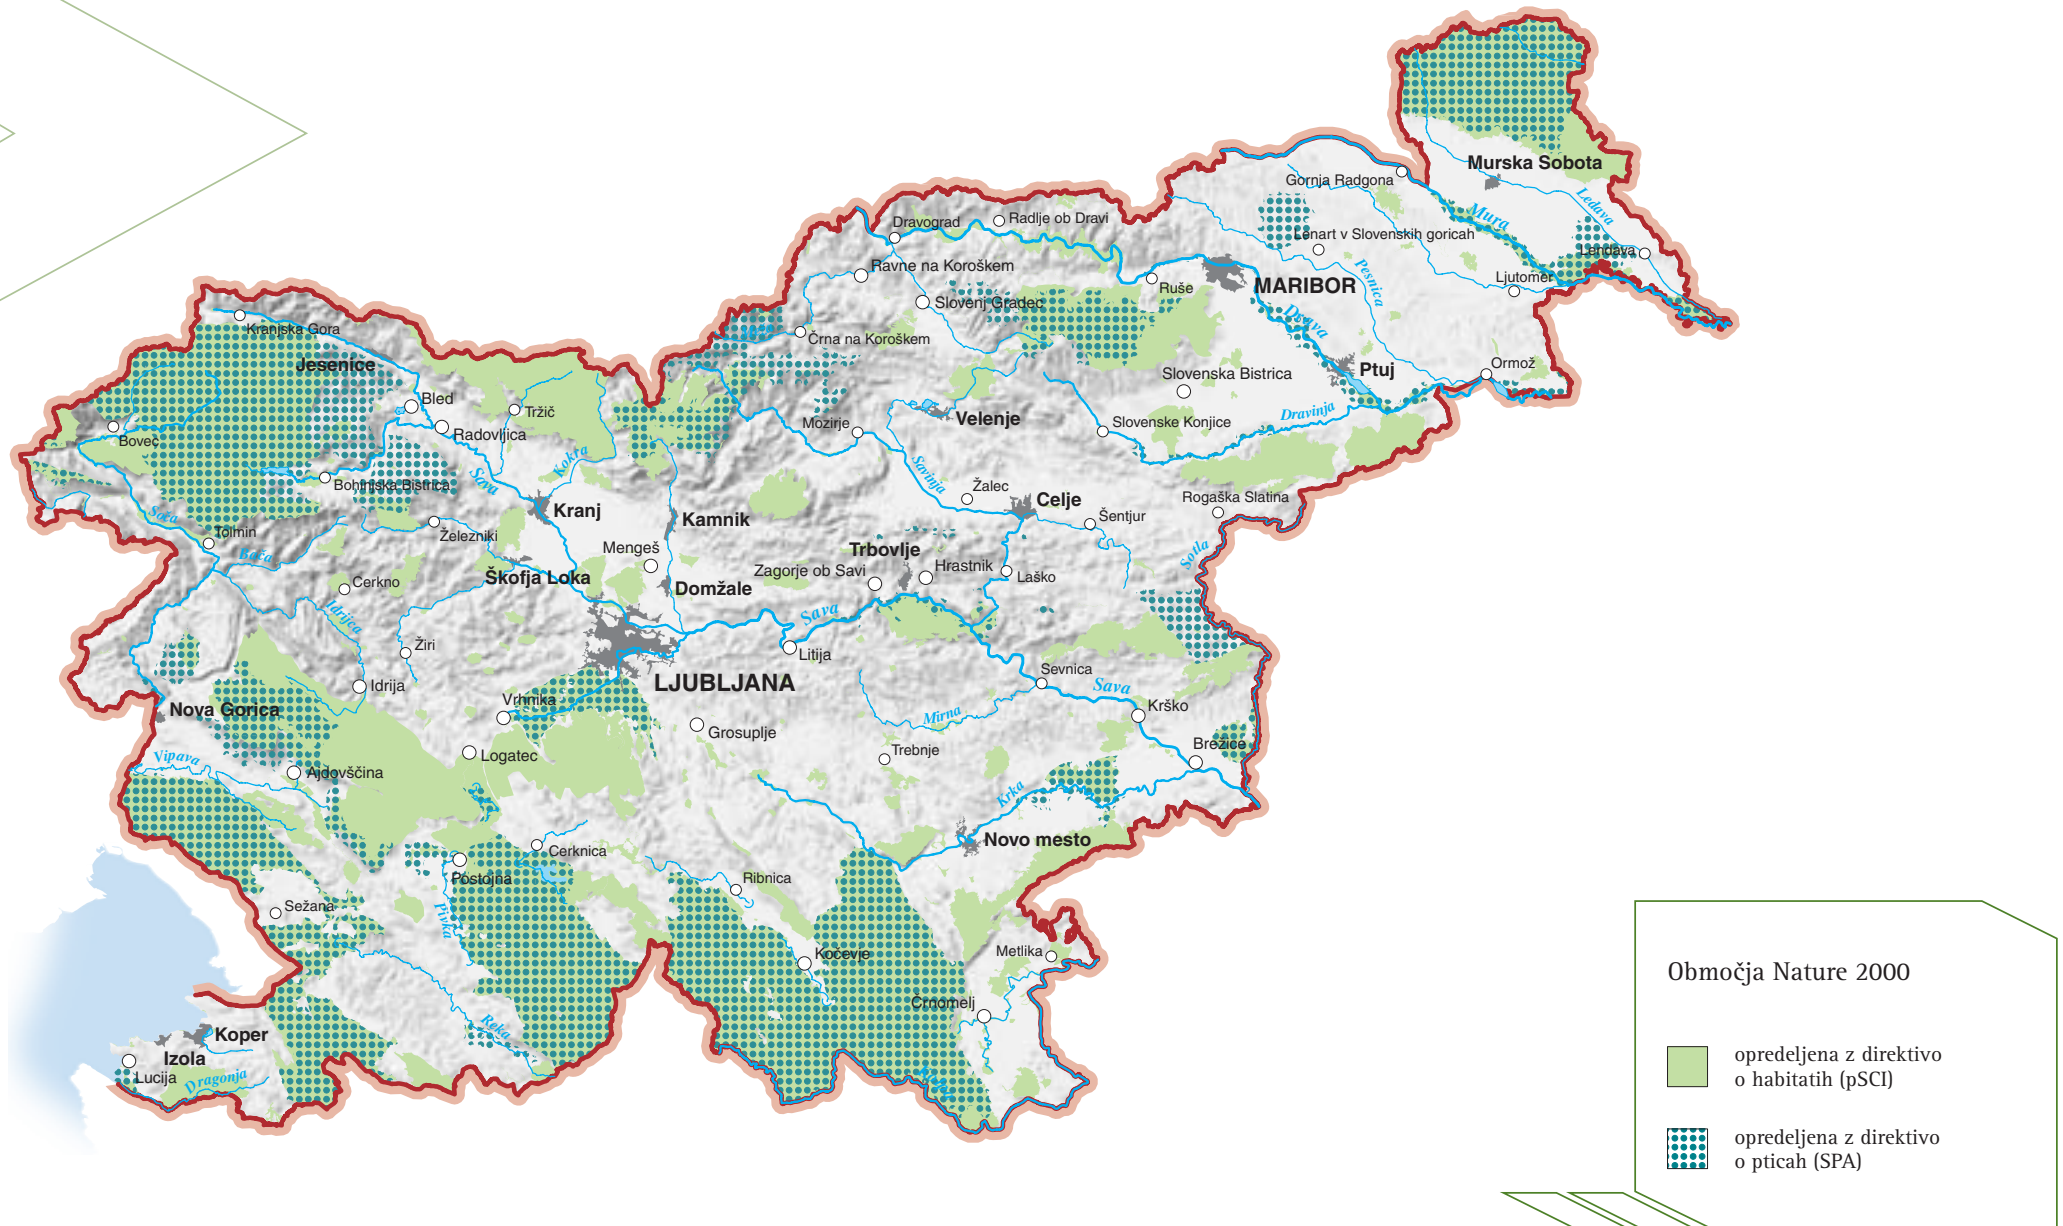 Murska Sobota
Gornja Radgona
Ledava
Mura
Dravograd
Radlje ob Dravi
Lenart v Slovenskih goricah
Lendava
Ravne na Koroškem
Pesnica
Ljutomer
Ruše
MARIBOR
Slovenj Gradec
Drava
Kranjska Gora
Črna na Koroškem
Jesenice
Ormož
Ptuj
Slovenska Bistrica
Bled
Tržič
Velenje
Dravinja
Mozirje
Slovenske Konjice
Radovljica
Bovec
Kokra
Savinja
Sava
Bohinjska Bistrica
Žalec
Celje
Rogaška Slatina
Kranj
Kamnik
Šentjur
Soča
Tolmin
Železniki
Bača
Mengeš
Trbovlje
Sotla
Škofja Loka
Zagorje ob Savi
Hrastnik
Laško
Cerkno
Domžale
Idrijca
Sava
Žiri
Litija
Sevnica
Idrija
LJUBLJANA
Sava
Vrhnika
Krško
Nova Gorica
Mirna
Grosuplje
Brežice
Trebnje
Logatec
Vipava
Ajdovščina
Krka
Novo mesto
Cerknica
Postojna
Ribnica
Sežana
Pivka
Kočevje
Metlika
Črnomelj
Reka
Koper
Izola
Lucija
Dragonja
Kolpa
Območja Nature 2000
opredeljena z direktivo
o habitatih (pSCI)
opredeljena z direktivo
o pticah (SPA)